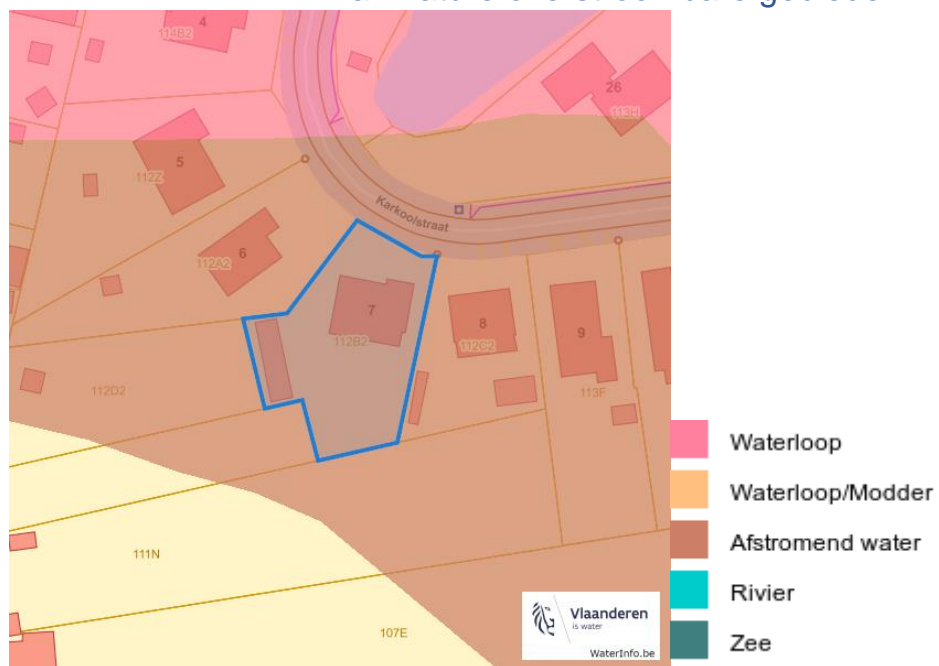 114B2
4
26
113H
5
112Z
Karkoolstraat
6
112A2
7
112B2
8
112C2
9
113F
112D2
111N
107E
Vlaanderen
is water
WaterInfo.be
Waterloop
Waterloop/Modder
Afstromend water
Rivier
Zee